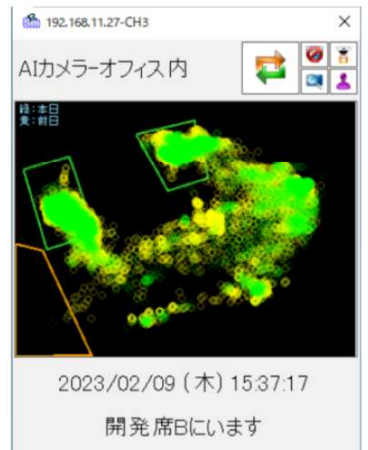 192.168.11.27-CH3
AIカメラーオフィス内
緑:本日
黄:前日
2023/02/09 (木) 15:37:17
開発席Bにいます